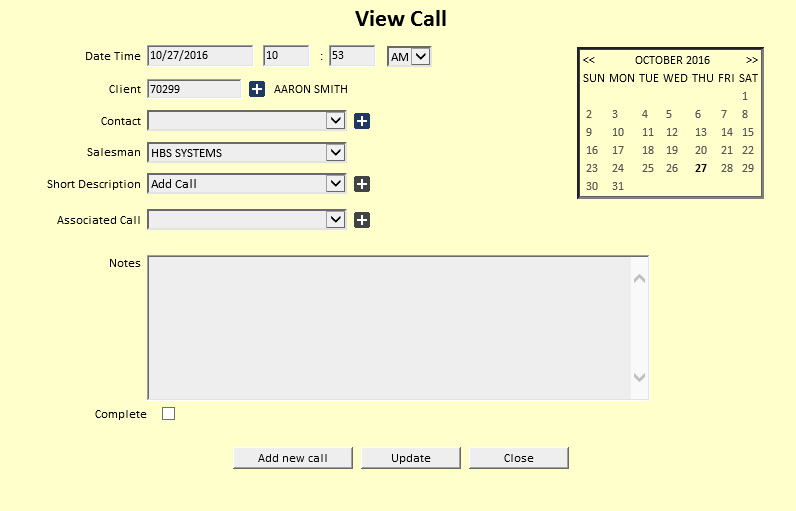 View Call
Date Time 10/27/2016 10 : 53 AM
Client 70299 AARON SMITH
Contact
Salesman HBS SYSTEMS
Short Description Add Call
Associated Call
Notes
Complete
Add new call Update Close
<< OCTOBER 2016 >>
SUN MON TUE WED THU FRI SAT
1
2 3 4 5 6 7 8
9 10 11 12 13 14 15
16 17 18 19 20 21 22
23 24 25 26 27 28 29
30 31